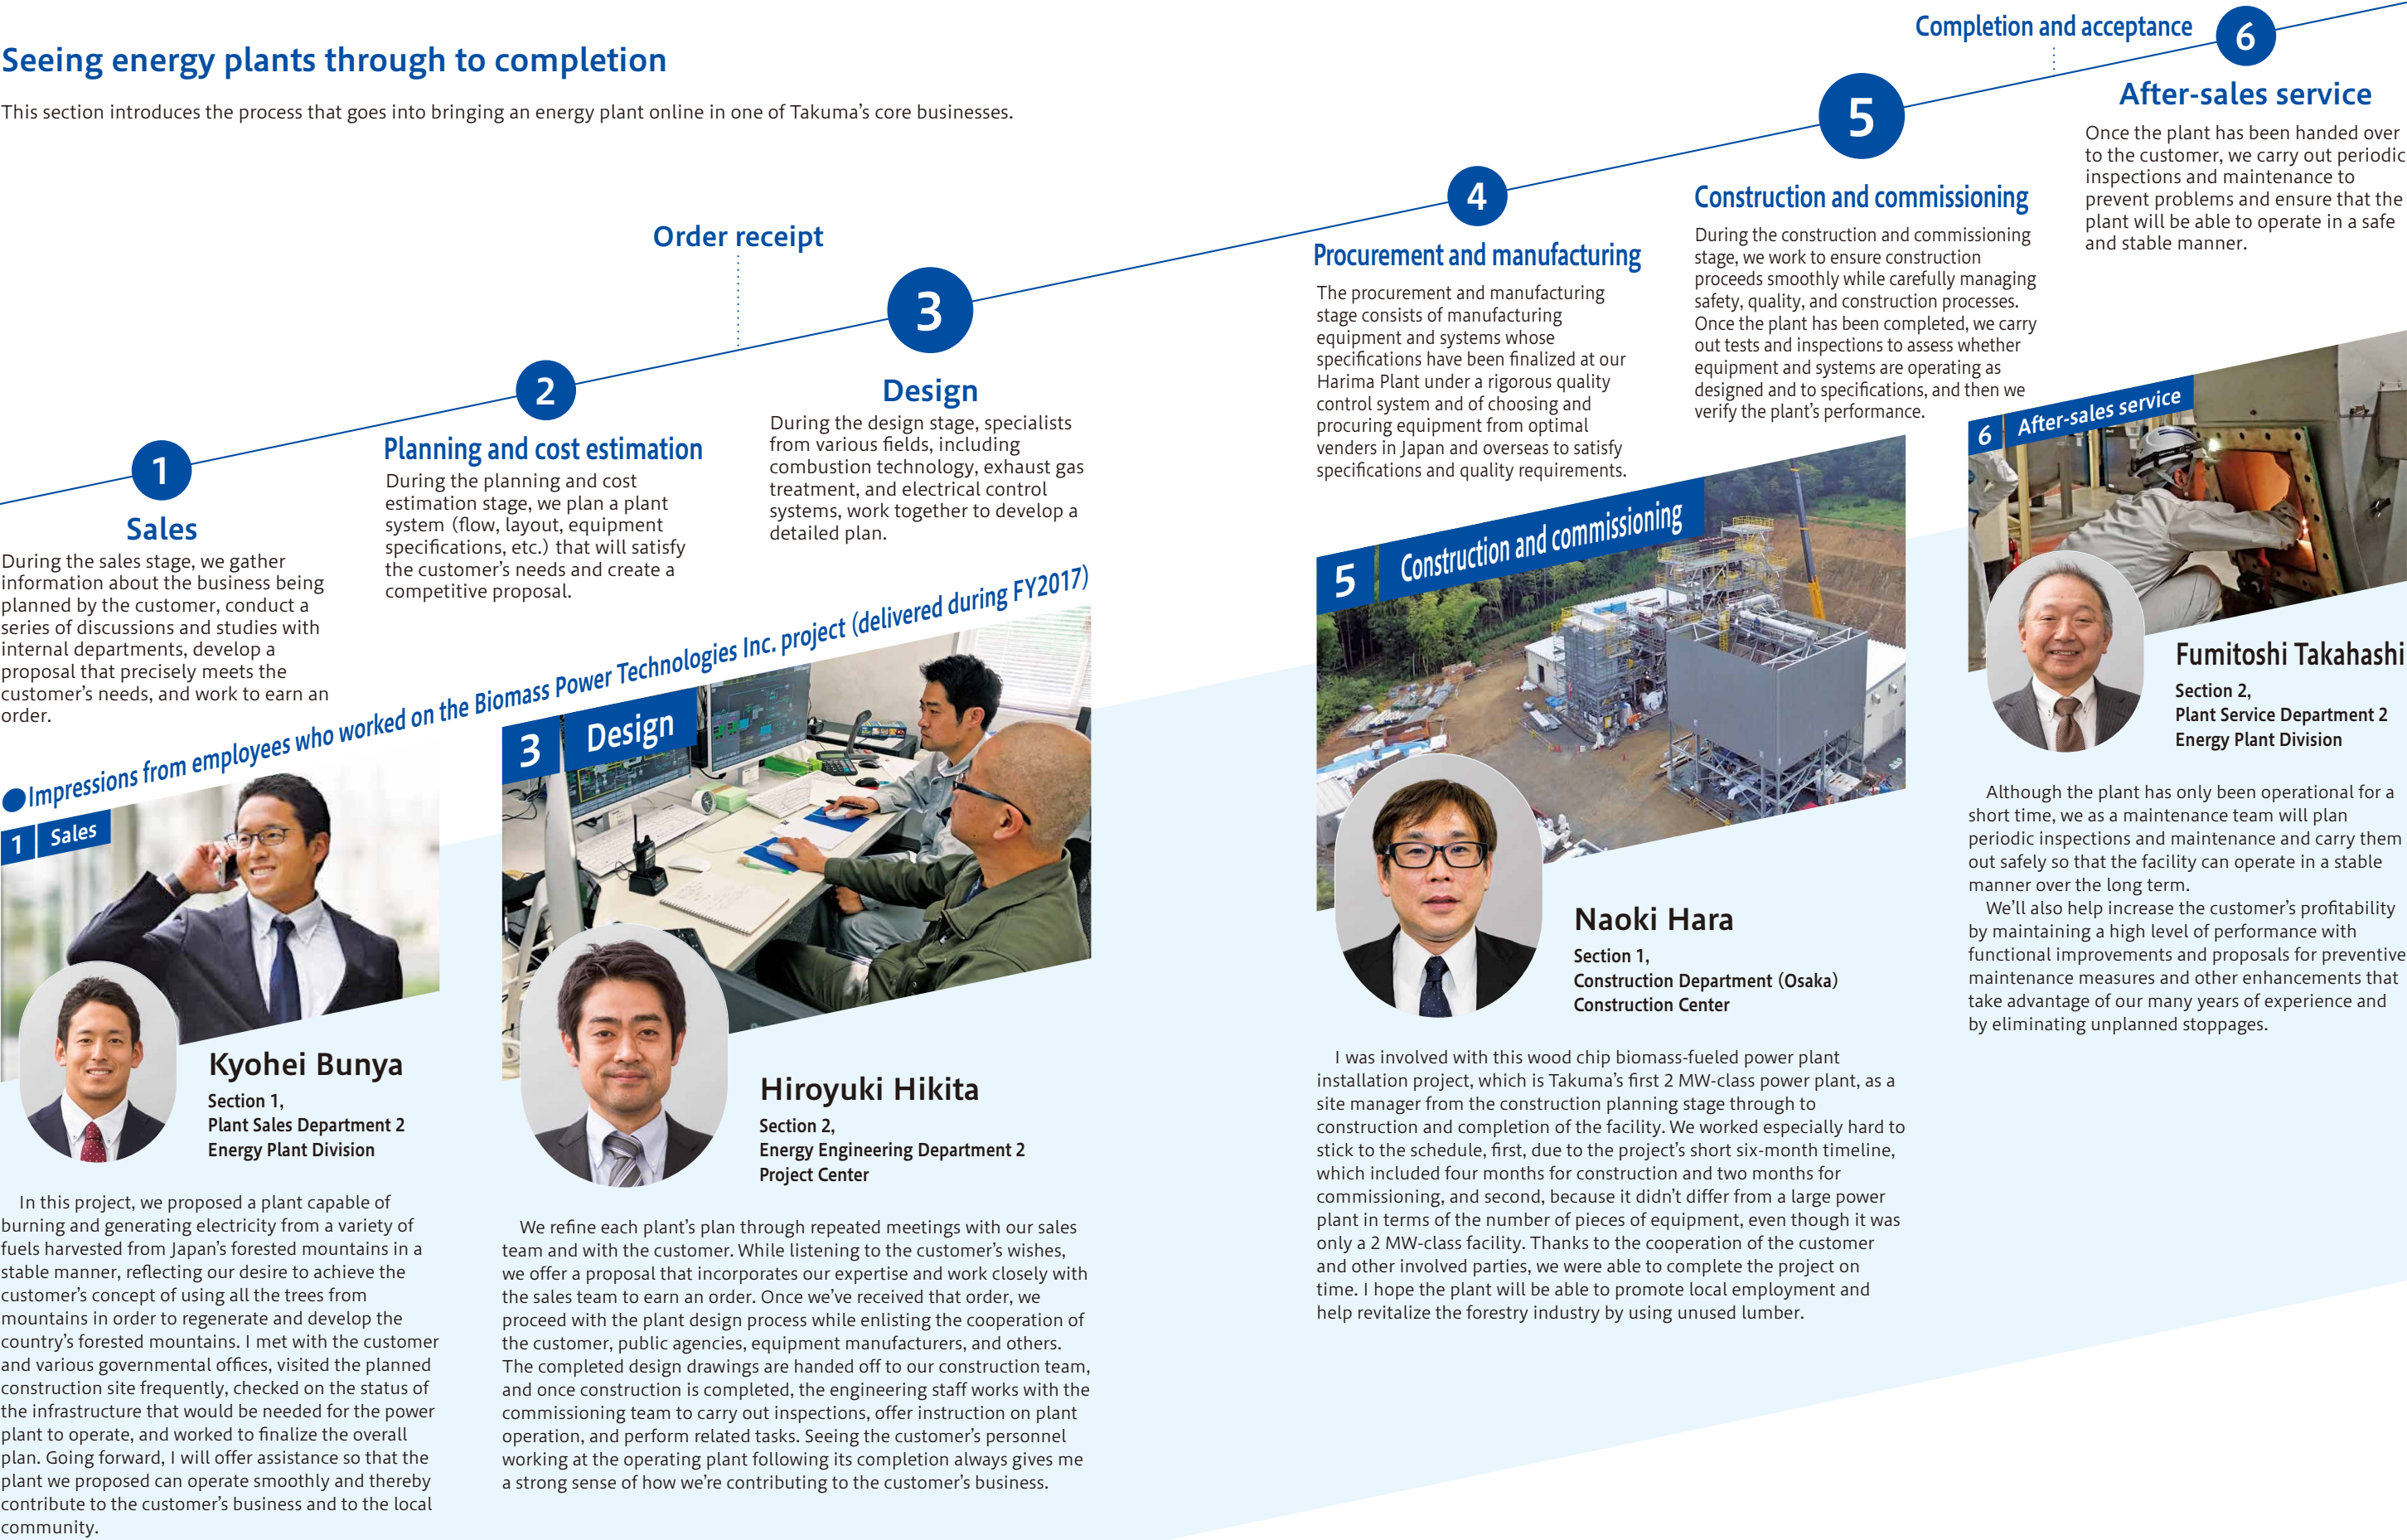 Seeing energy plants through to completion
This section introduces the process that goes into bringing an energy plant online in one of Takuma's core businesses.
1
Sales
During the sales stage, we gather
information about the business being
planned by the customer, conduct a
series of discussions and studies with
internal departments, develop a
proposal that precisely meets the
customer's needs, and work to earn an
order.
2
Planning and cost estimation
During the planning and cost
estimation stage, we plan a plant
system (flow, layout, equipment
specifications, etc.) that will satisfy
the customer's needs and create a
competitive proposal.
Order receipt
3
Design
During the design stage, specialists
from various fields, including
combustion technology, exhaust gas
treatment, and electrical control
systems, work together to develop a
detailed plan.
4
Procurement and manufacturing
The procurement and manufacturing
stage consists of manufacturing
equipment and systems whose
specifications have been finalized at our
Harima Plant under a rigorous quality
control system and of choosing and
procuring equipment from optimal
venders in Japan and overseas to satisfy
specifications and quality requirements.
5
Construction and commissioning
During the construction and commissioning
stage, we work to ensure construction
proceeds smoothly while carefully managing
safety, quality, and construction processes.
Once the plant has been completed, we carry
out tests and inspections to assess whether
equipment and systems are operating as
designed and to specifications, and then we
verify the plant's performance.
Completion and acceptance
6
After-sales service
Once the plant has been handed over
to the customer, we carry out periodic
inspections and maintenance to
prevent problems and ensure that the
plant will be able to operate in a safe
and stable manner.
●Impressions from employees who worked on the Biomass Power Technologies Inc. project (delivered during FY2017)
1 Sales
Kyohei Bunya
Section 1,
Plant Sales Department 2
Energy Plant Division
In this project, we proposed a plant capable of
burning and generating electricity from a variety of
fuels harvested from Japan's forested mountains in a
stable manner, reflecting our desire to achieve the
customer's concept of using all the trees from
mountains in order to regenerate and develop the
country's forested mountains. I met with the customer
and various governmental offices, visited the planned
construction site frequently, checked on the status of
the infrastructure that would be needed for the power
plant to operate, and worked to finalize the overall
plan. Going forward, I will offer assistance so that the
plant we proposed can operate smoothly and thereby
contribute to the customer's business and to the local
community.
3 Design
Hiroyuki Hikita
Section 2,
Energy Engineering Department 2
Project Center
We refine each plant's plan through repeated meetings with our sales
team and with the customer. While listening to the customer's wishes,
we offer a proposal that incorporates our expertise and work closely with
the sales team to earn an order. Once we've received that order, we
proceed with the plant design process while enlisting the cooperation of
the customer, public agencies, equipment manufacturers, and others.
The completed design drawings are handed off to our construction team,
and once construction is completed, the engineering staff works with the
commissioning team to carry out inspections, offer instruction on plant
operation, and perform related tasks. Seeing the customer's personnel
working at the operating plant following its completion always gives me
a strong sense of how we're contributing to the customer's business.
5 Construction and commissioning
Naoki Hara
Section 1,
Construction Department (Osaka)
Construction Center
I was involved with this wood chip biomass-fueled power plant
installation project, which is Takuma's first 2 MW-class power plant, as a
site manager from the construction planning stage through to
construction and completion of the facility. We worked especially hard to
stick to the schedule, first, due to the project's short six-month timeline,
which included four months for construction and two months for
commissioning, and second, because it didn't differ from a large power
plant in terms of the number of pieces of equipment, even though it was
only a 2 MW-class facility. Thanks to the cooperation of the customer
and other involved parties, we were able to complete the project on
time. I hope the plant will be able to promote local employment and
help revitalize the forestry industry by using unused lumber.
6 After-sales service
Fumitoshi Takahashi
Section 2,
Plant Service Department 2
Energy Plant Division
Although the plant has only been operational for a
short time, we as a maintenance team will plan
periodic inspections and maintenance and carry them
out safely so that the facility can operate in a stable
manner over the long term.
We'll also help increase the customer's profitability
by maintaining a high level of performance with
functional improvements and proposals for preventive
maintenance measures and other enhancements that
take advantage of our many years of experience and
by eliminating unplanned stoppages.